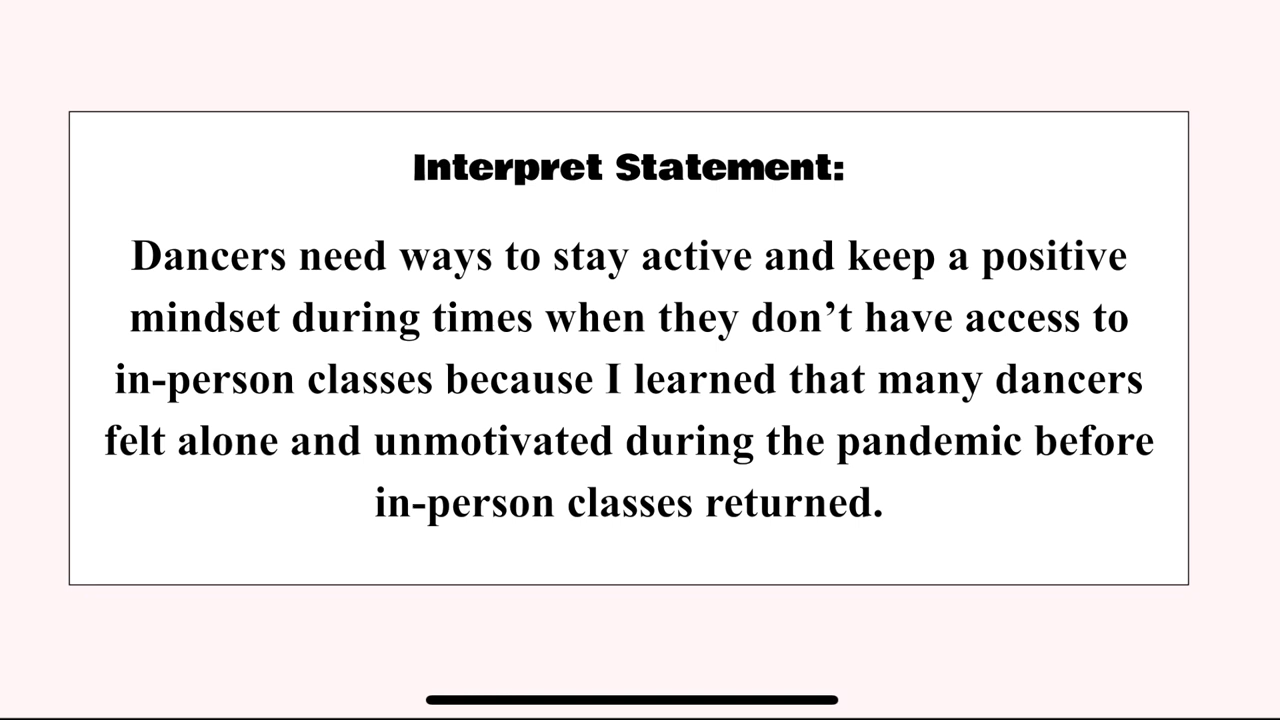 Interpret Statement:
Dancers need ways to stay active and keep a positive
mindset during times when they don’t have access to
in-person classes because I learned that many dancers
felt alone and unmotivated during the pandemic before
in-person classes returned.